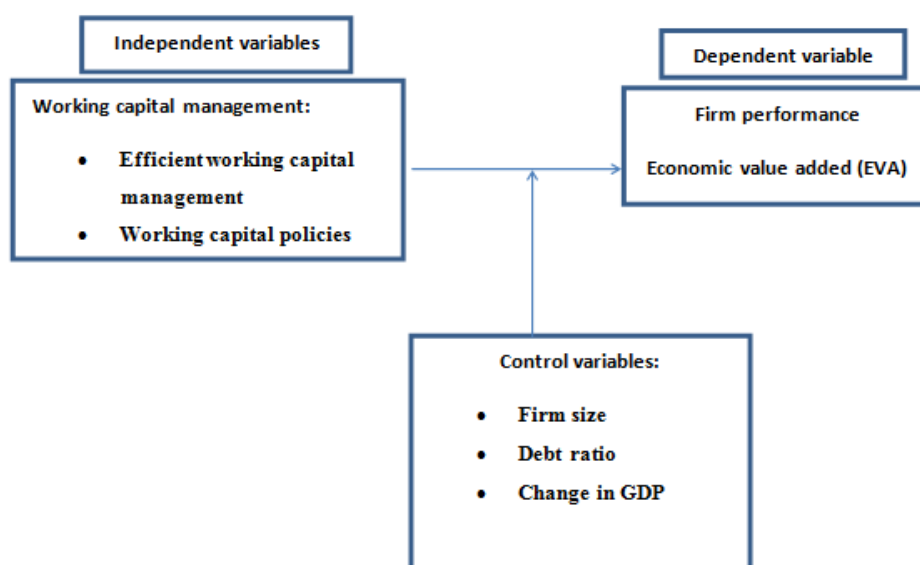 Independent variables
Dependent variable
Working capital management:
• Efficient working capital
management
• Working capital policies
Firm performance
Economic value added (EVA)
Control variables:
• Firm size
• Debt ratio
• Change in GDP